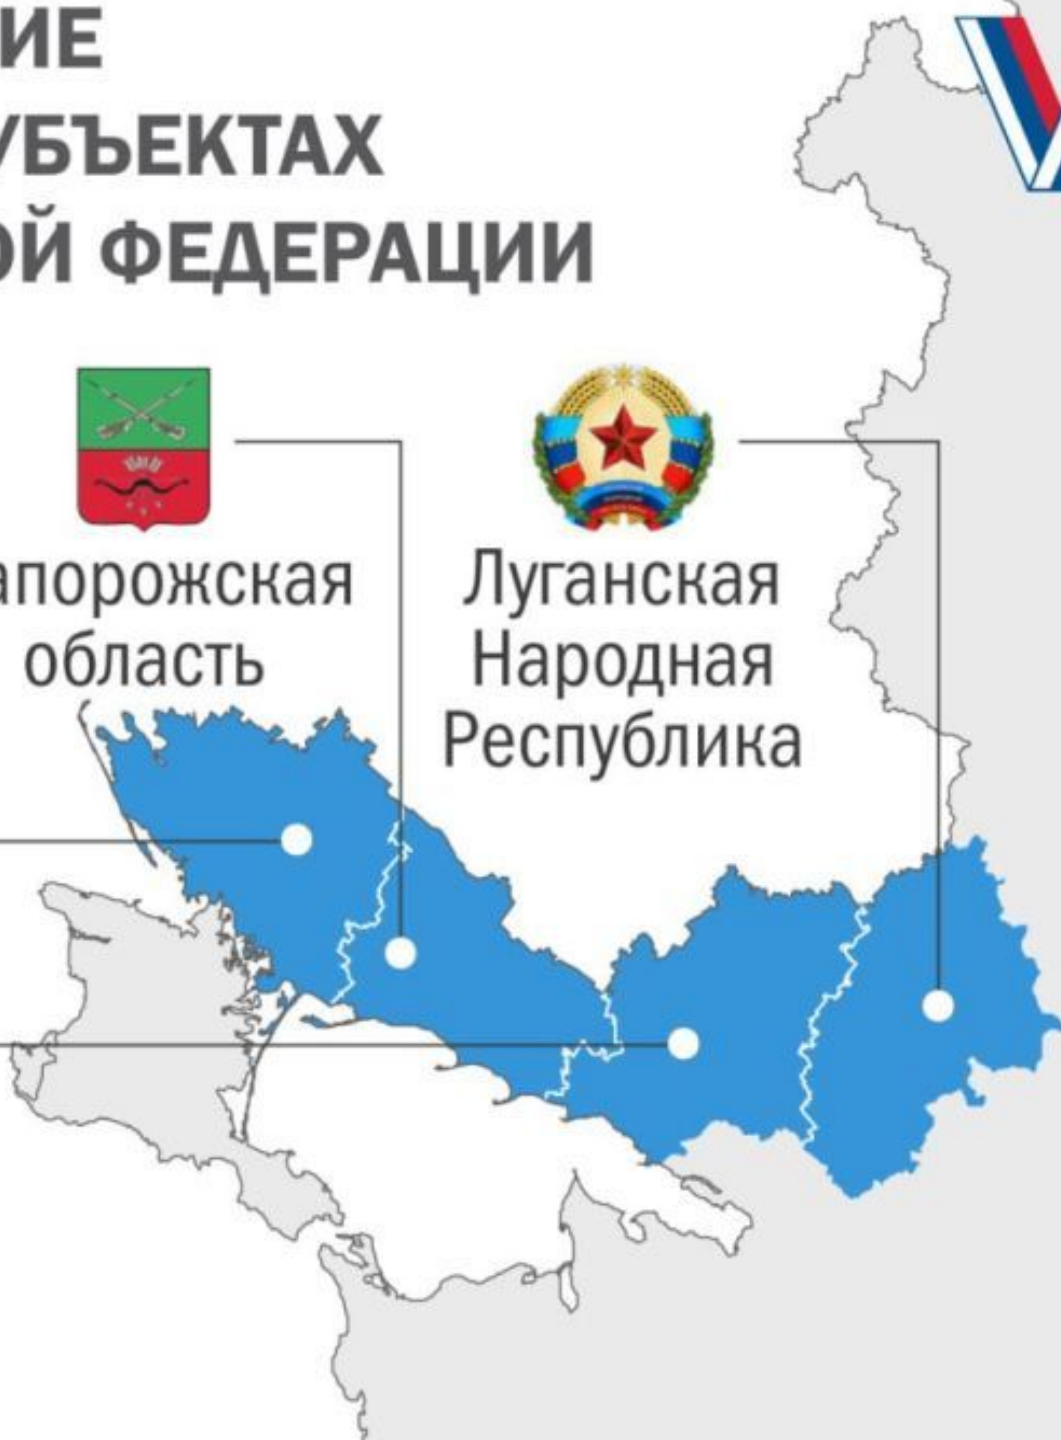 ИЕ
УБЪЕКТАХ
ОЙ ФЕДЕРАЦИИ
апорожская
область
Луганская
Народная
Республика